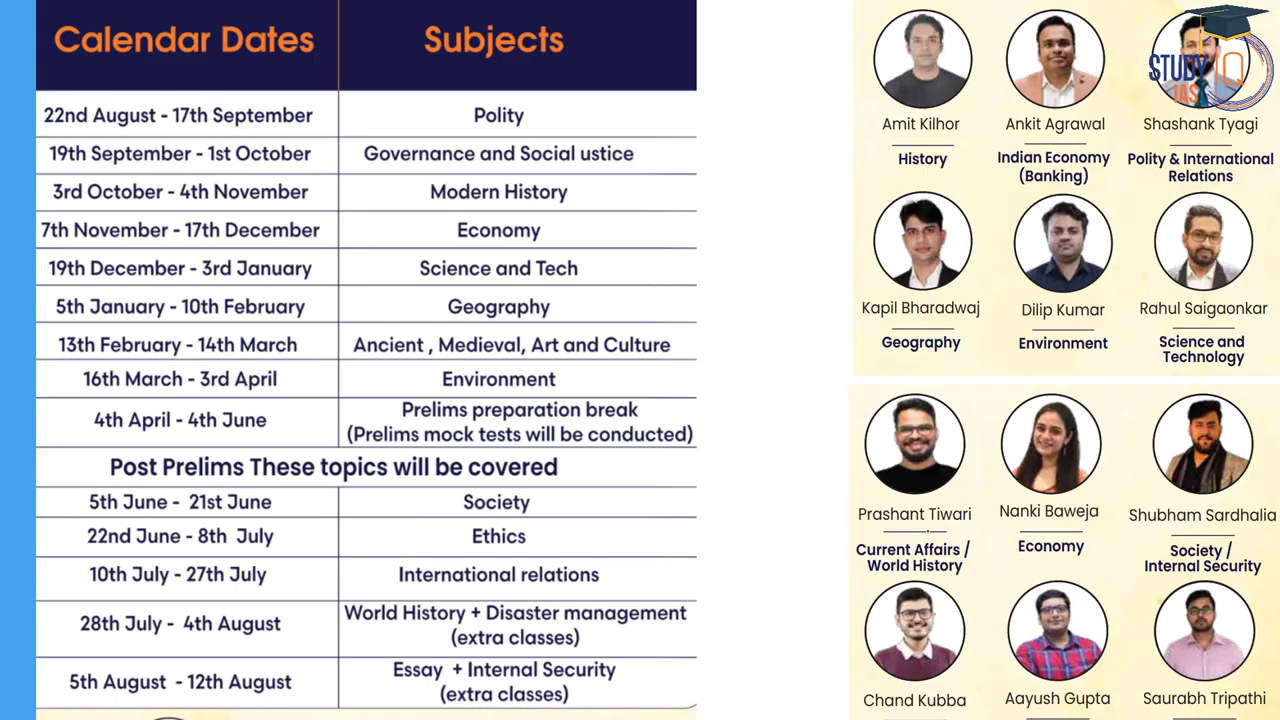 Calendar Dates Subjects
22nd August - 17th September Polity
19th September - 1st October Governance and Social ustice
3rd October - 4th November Modern History
7th November - 17th December Economy
19th December - 3rd January Science and Tech
5th January - 10th February Geography
13th February - 14th March Ancient , Medieval, Art and Culture
16th March - 3rd April Environment
4th April - 4th June Prelims preparation break
(Prelims mock tests will be conducted)
Post Prelims These topics will be covered
5th June - 21st June Society
22nd June - 8th July Ethics
10th July - 27th July International relations
28th July - 4th August World History + Disaster management
(extra classes)
5th August - 12th August Essay + Internal Security
(extra classes)
STUDY IQ
IAS
Amit Kilhor
History
Ankit Agrawal
Indian Economy
(Banking)
Shashank Tyagi
Polity & International
Relations
Kapil Bharadwaj
Geography
Dilip Kumar
Environment
Rahul Saigaonkar
Science and
Technology
Prashant Tiwari
Current Affairs /
World History
Nanki Baweja
Economy
Shubham Sardhalia
Society /
Internal Security
Chand Kubba
Aayush Gupta
Saurabh Tripathi